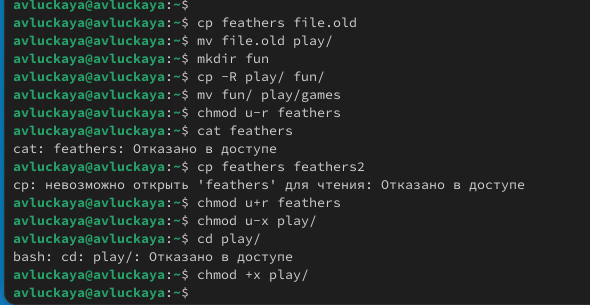 avluckaya@avluckaya:~$
avluckaya@avluckaya:~$ cp feathers file.old
avluckaya@avluckaya:~$ mv file.old play/
avluckaya@avluckaya:~$ mkdir fun
avluckaya@avluckaya:~$ cp -R play/ fun/
avluckaya@avluckaya:~$ mv fun/ play/games
avluckaya@avluckaya:~$ chmod u-r feathers
avluckaya@avluckaya:~$ cat feathers
cat: feathers: Отказано в доступе
avluckaya@avluckaya:~$ cp feathers feathers2
cp: невозможно открыть 'feathers' для чтения: Отказано в доступе
avluckaya@avluckaya:~$ chmod u+r feathers
avluckaya@avluckaya:~$ chmod u-x play/
avluckaya@avluckaya:~$ cd play/
bash: cd: play/: Отказано в доступе
avluckaya@avluckaya:~$ chmod +x play/
avluckaya@avluckaya:~$